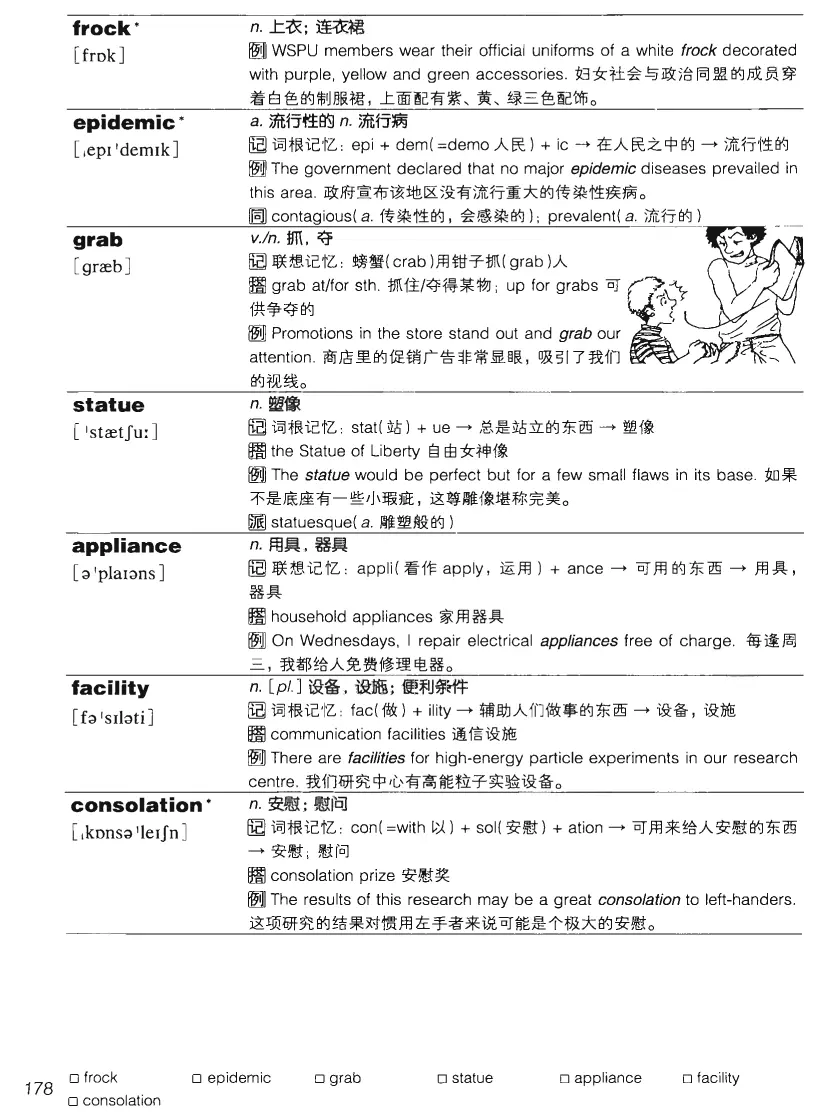 frock*
[frɒk]
n. 上衣；连衣裙
例 WSPU members wear their official uniforms of a white frock decorated
with purple, yellow and green accessories. 妇女社会与政治同盟的成员穿
着白色的制服裙，上面配有紫、黄、绿三色配饰。
epidemic*
[ˌepɪˈdemɪk]
a. 流行性的 n. 流行病
记 词根记忆：epi + dem(=demo 人民) + ic → 在人民之中的 → 流行性的
例 The government declared that no major epidemic diseases prevailed in
this area. 政府宣布该地区没有流行重大的传染性疾病。
同 contagious(a. 传染性的，会感染的)；prevalent(a. 流行的)
grab
[græb]
v./n. 抓，夺
记 联想记忆：螃蟹(crab)用钳子抓(grab)人
搭 grab at/for sth. 抓住/夺得某物；up for grabs 可
供争夺的
例 Promotions in the store stand out and grab our
attention. 商店里的促销广告非常显眼，吸引了我们
的视线。
statue
[ˈstætʃuː]
n. 塑像
记 词根记忆：stat(站) + ue → 总是站立的东西 → 塑像
搭 the Statue of Liberty 自由女神像
例 The statue would be perfect but for a few small flaws in its base. 如果
不是底座有一些小瑕疵，这尊雕像堪称完美。
派 statuesque(a. 雕塑般的)
appliance
[əˈplaɪəns]
n. 用具，器具
记 联想记忆：appli(看作 apply，运用) + ance → 可用的东西 → 用具，
器具
搭 household appliances 家用器具
例 On Wednesdays, I repair electrical appliances free of charge. 每逢周
三，我都给人免费修理电器。
facility
[fəˈsɪləti]
n. [pl.] 设备，设施；便利条件
记 词根记忆：fac(做) + ility → 辅助人们做事的东西 → 设备，设施
搭 communication facilities 通信设施
例 There are facilities for high-energy particle experiments in our research
centre. 我们研究中心有高能粒子实验设备。
consolation*
[ˌkɒnsəˈleɪʃn]
n. 安慰；慰问
记 词根记忆：con(=with 以) + sol(安慰) + ation → 可用来给人安慰的东西
→ 安慰；慰问
搭 consolation prize 安慰奖
例 The results of this research may be a great consolation to left-handers.
这项研究的结果对惯用左手者来说可能是个极大的安慰。
178
□ frock □ epidemic □ grab □ statue □ appliance □ facility
□ consolation